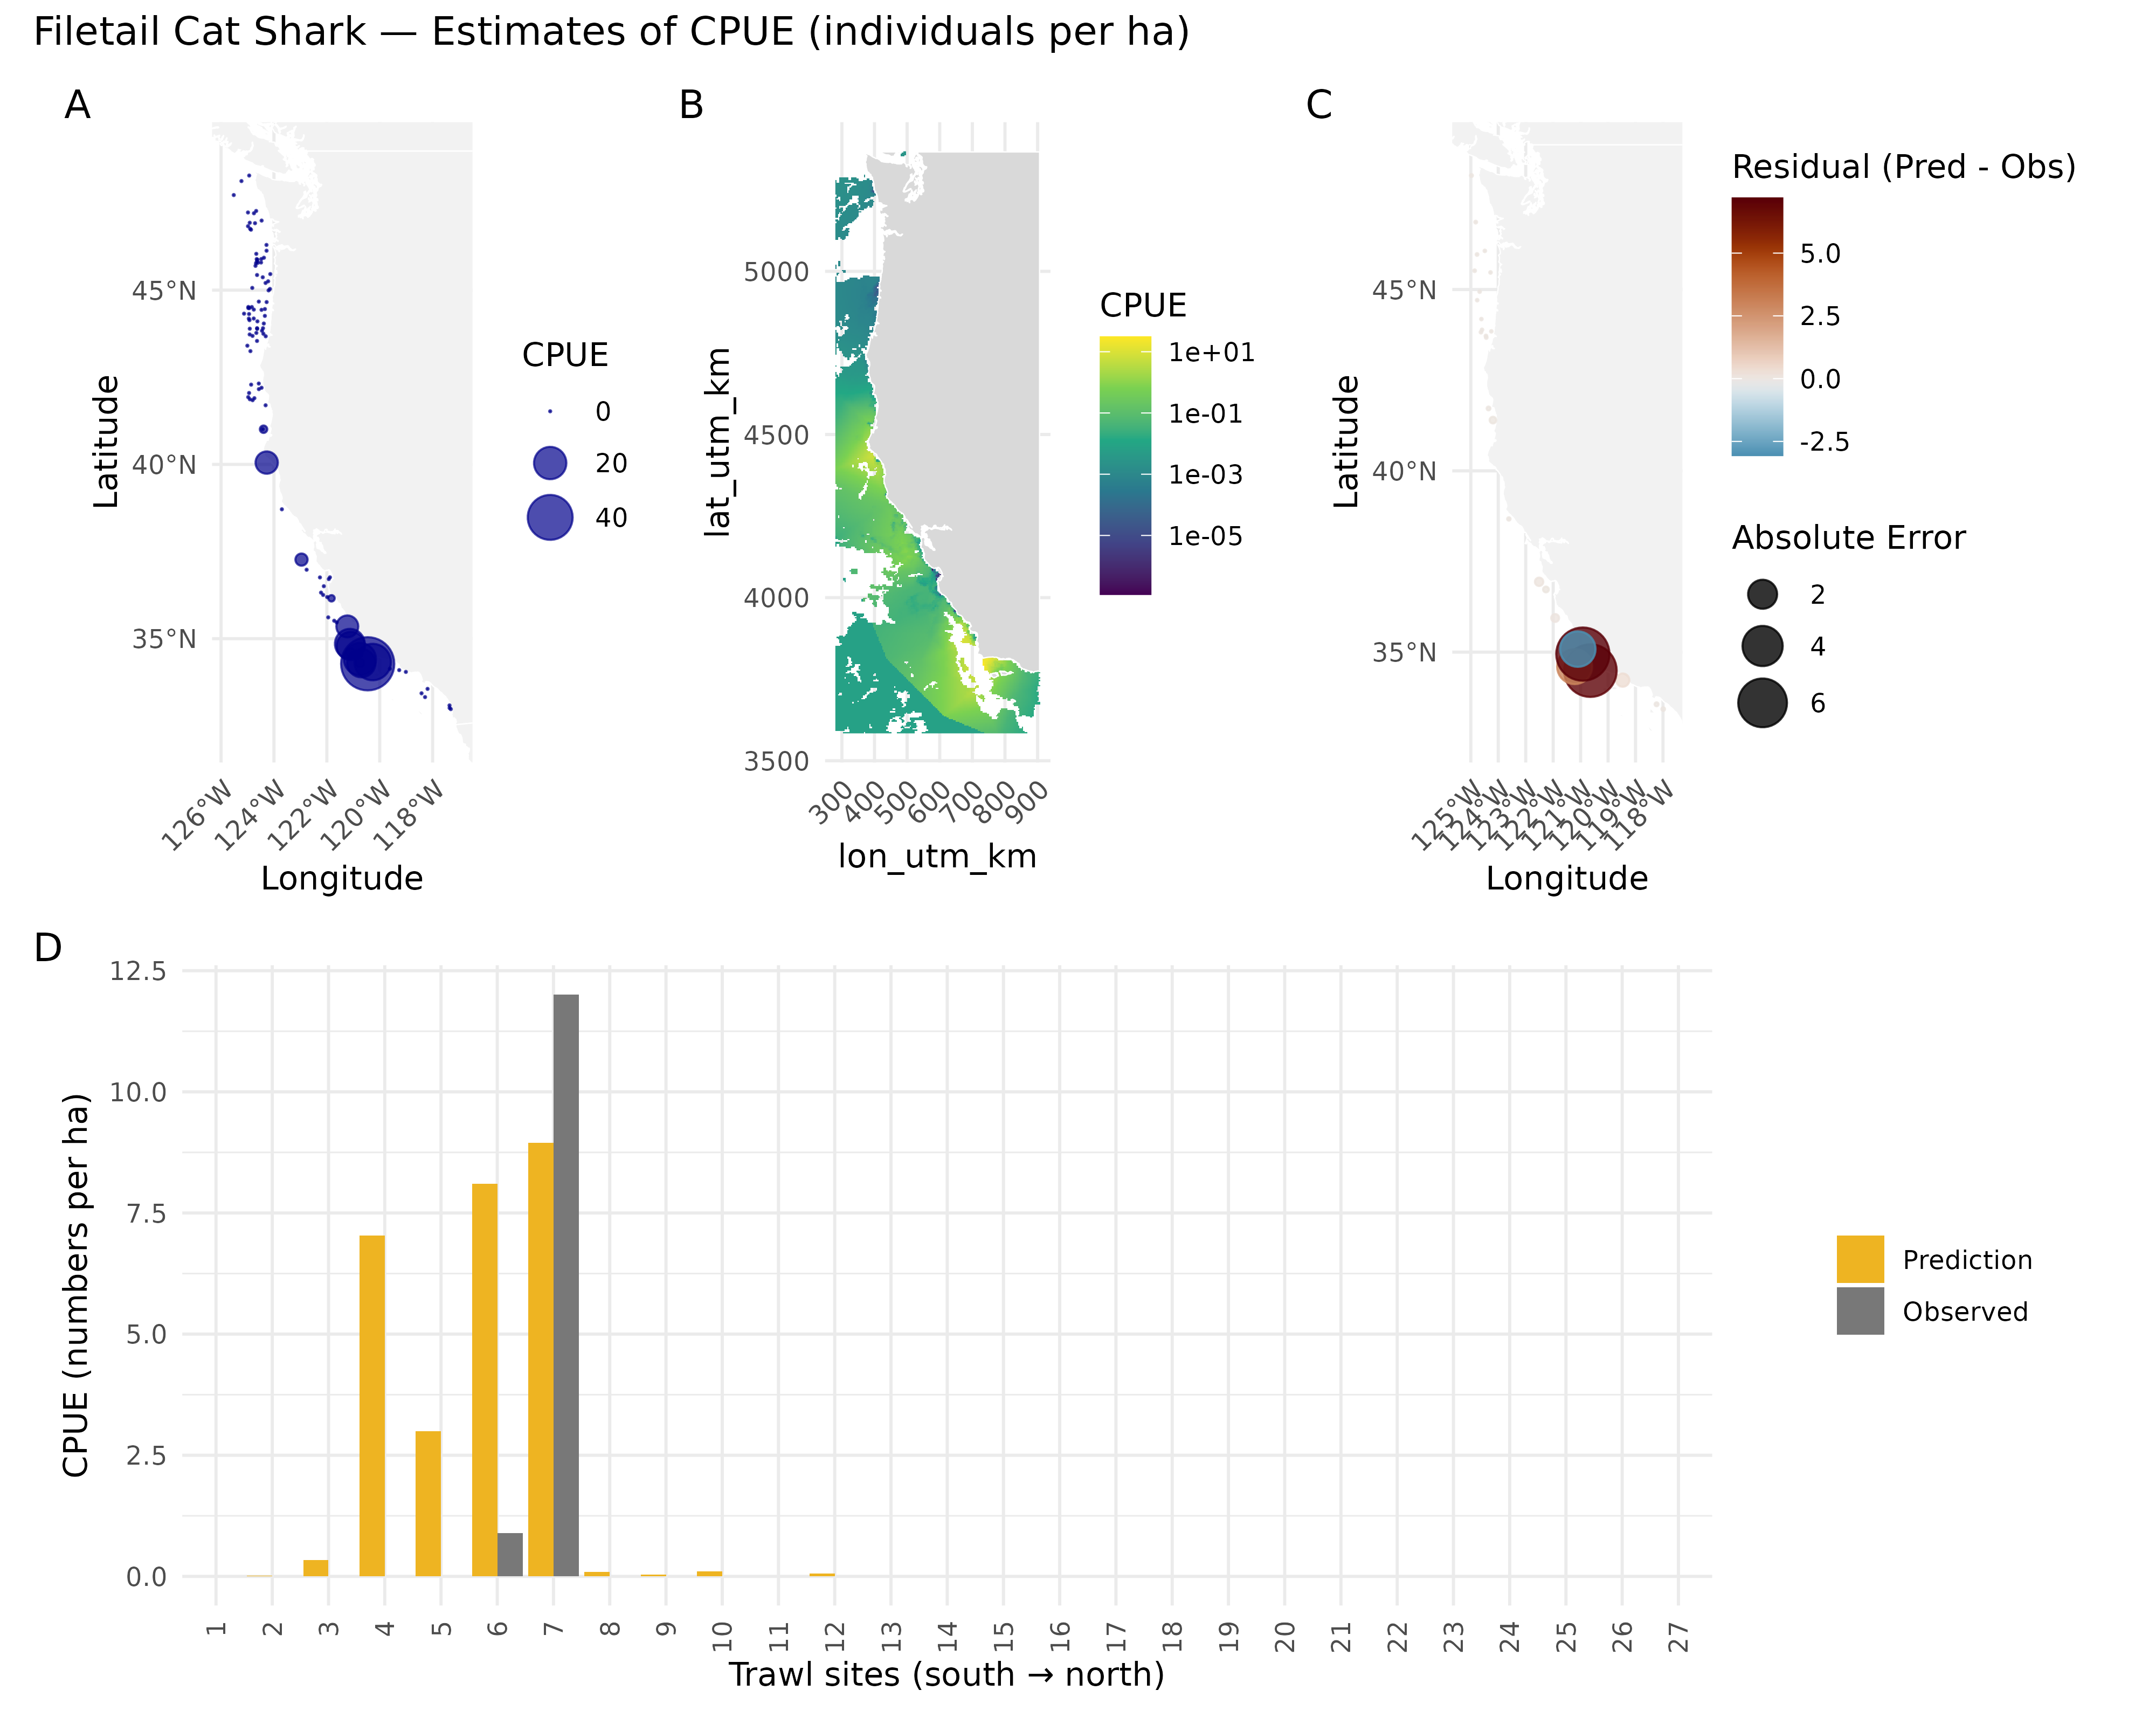 Filetail Cat Shark — Estimates of CPUE (individuals per ha)
A
45°N
40°N
35°N
Latitude
126°W
124°W
122°W
120°W
118°W
Longitude
CPUE
0
20
40
B
5000
4500
4000
3500
lat_utm_km
300
400
500
600
700
800
900
lon_utm_km
CPUE
1e+01
1e-01
1e-03
1e-05
C
45°N
40°N
35°N
Latitude
125°W
124°W
123°W
122°W
121°W
120°W
119°W
118°W
Longitude
Residual (Pred - Obs)
5.0
2.5
0.0
-2.5
Absolute Error
2
4
6
D
12.5
10.0
7.5
5.0
2.5
0.0
CPUE (numbers per ha)
1
2
3
4
5
6
7
8
9
10
11
12
13
14
15
16
17
18
19
20
21
22
23
24
25
26
27
Trawl sites (south → north)
Prediction
Observed